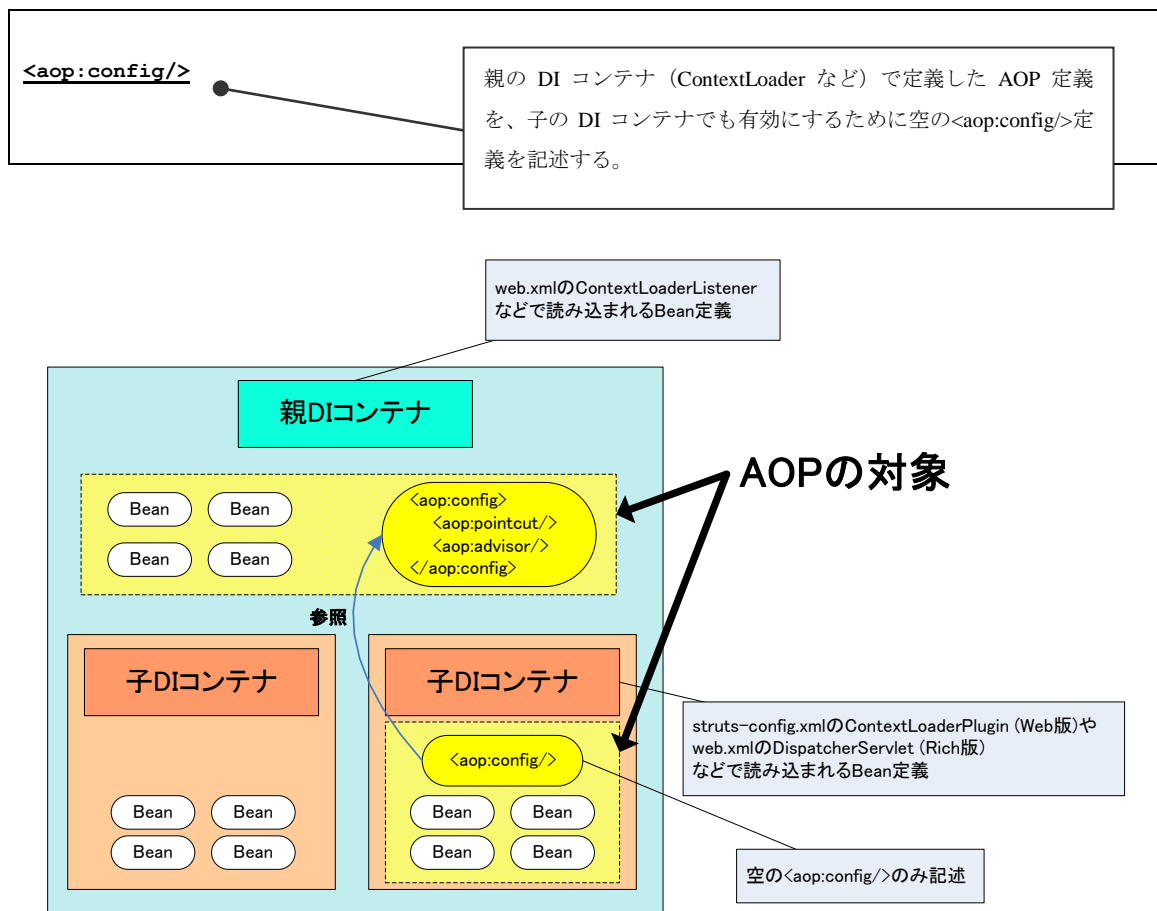 <aop:config/>
親の DI コンテナ（ContextLoader など）で定義した AOP 定義
を、子の DI コンテナでも有効にするために空の<aop:config/>定
義を記述する。
web.xmlのContextLoaderListener
などで読み込まれるBean定義
親DIコンテナ
AOPの対象
Bean
Bean
Bean
Bean
<aop:config>
<aop:pointcut/>
<aop:advisor/>
</aop:config>
参照
子DIコンテナ
Bean
Bean
Bean
Bean
子DIコンテナ
<aop:config/>
Bean
Bean
Bean
Bean
struts-config.xmlのContextLoaderPlugin (Web版)や
web.xmlのDispatcherServlet (Rich版)
などで読み込まれるBean定義
空の<aop:config/>のみ記述